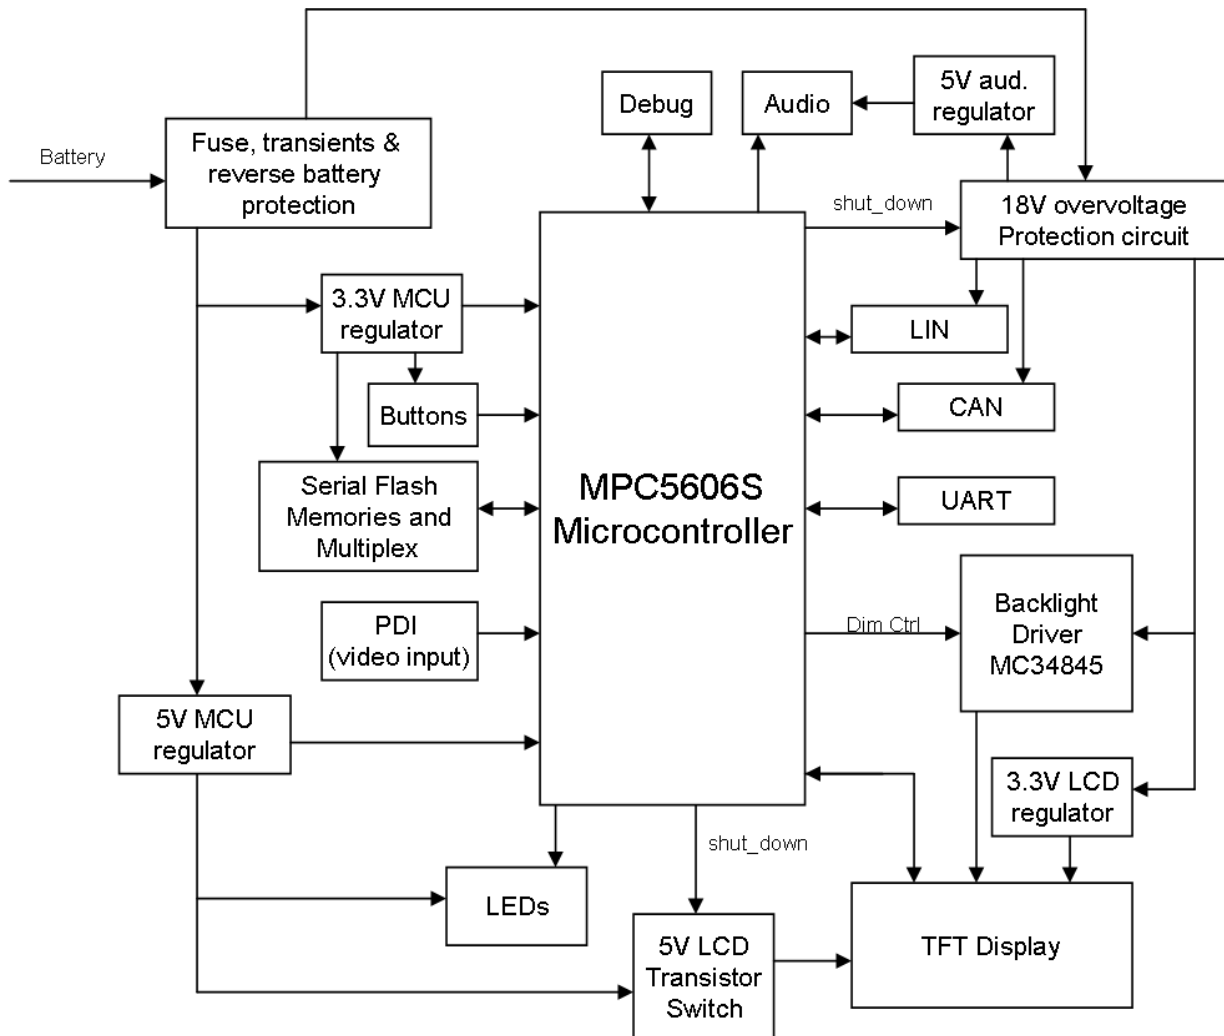 Battery
Fuse, transients &
reverse battery
protection
Debug
Audio
5V aud.
regulator
shut_down
18V overvoltage
Protection circuit
3.3V MCU
regulator
LIN
Buttons
CAN
MPC5606S
Microcontroller
Serial Flash
Memories and
Multiplex
UART
PDI
(video input)
Dim Ctrl
Backlight
Driver
MC34845
5V MCU
regulator
3.3V LCD
regulator
shut_down
LEDs
5V LCD
Transistor
Switch
TFT Display